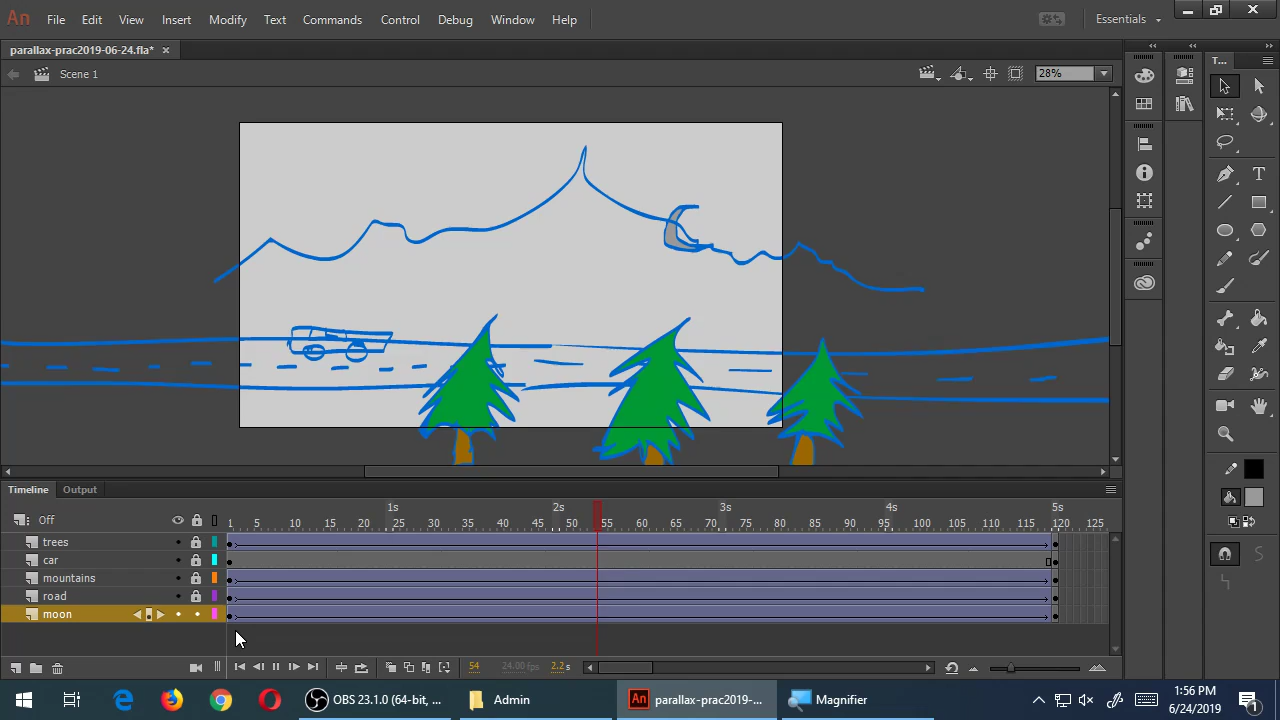 An File Edit View Insert Modify Text Commands Control Debug Window Help Essentials
parallax-prac2019-06-24.fla* × T...
Scene 1 28%
Timeline Output
1s 2s 3s 4s 5s
Off 1 5 10 15 20 25 30 35 40 45 50 55 60 65 70 75 80 85 90 95 100 105 110 115 120 125
trees
car
mountains
road
moon
54 24.00 fps 2.2 s
OBS 23.1.0 (64-bit, ... Admin An parallax-prac2019-... Magnifier 1:56 PM
6/24/2019 1